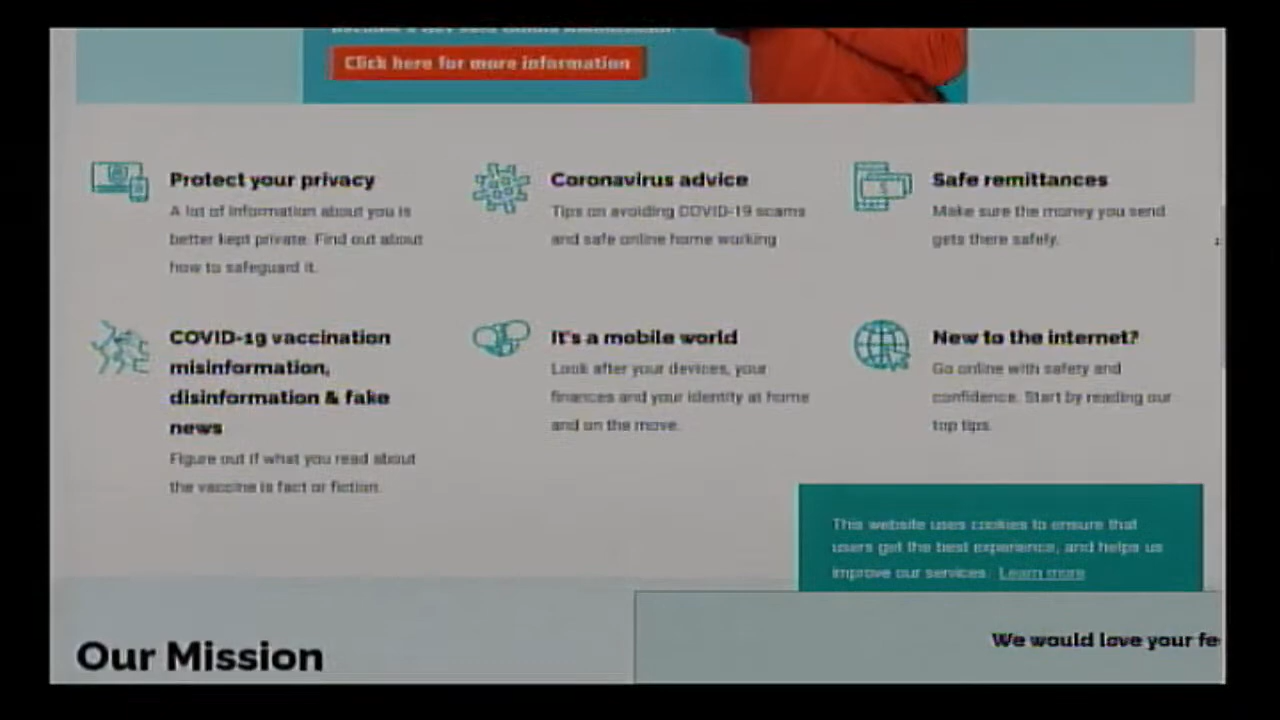 Click here for more information
Protect your privacy
A lot of information about you is
better kept private. Find out about
how to safeguard it.
Coronavirus advice
Tips on avoiding COVID-19 scams
and safe online home working
Safe remittances
Make sure the money you send
gets there safely.
COVID-19 vaccination
misinformation,
disinformation & fake
news
Figure out if what you read about
the vaccine is fact or fiction.
It's a mobile world
Look after your devices, your
finances and your identity at home
and on the move.
New to the internet?
Go online with safety and
confidence. Start by reading our
top tips.
This website uses cookies to ensure that
users get the best experience, and helps us
improve our services. Learn more
Our Mission
We would love your fe